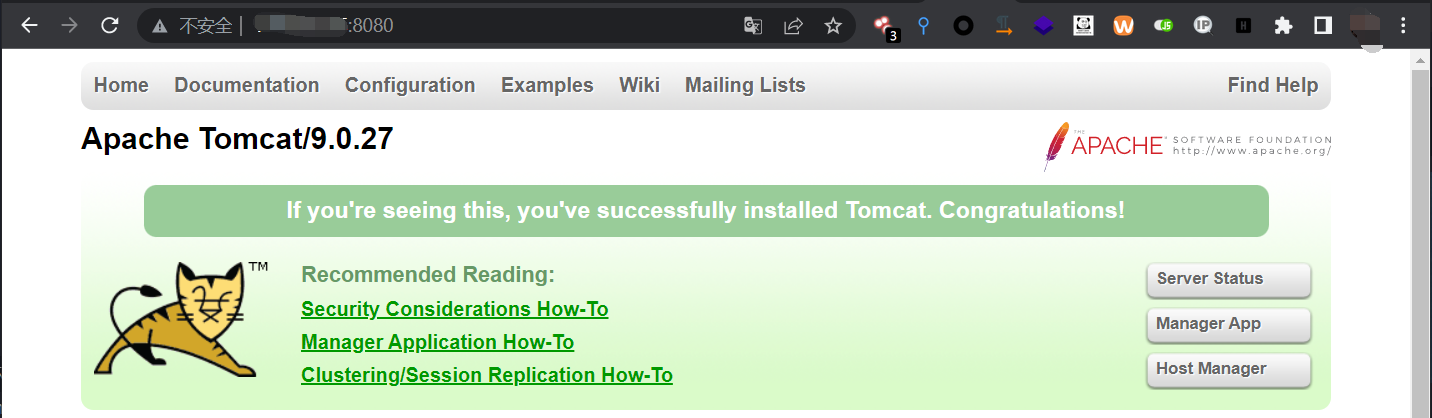 不安全 | :8080
3
Home Documentation Configuration Examples Wiki Mailing Lists Find Help
Apache Tomcat/9.0.27
THE
APACHE® SOFTWARE FOUNDATION
http://www.apache.org/
If you're seeing this, you've successfully installed Tomcat. Congratulations!
TM
Recommended Reading:
Security Considerations How-To
Manager Application How-To
Clustering/Session Replication How-To
Server Status
Manager App
Host Manager